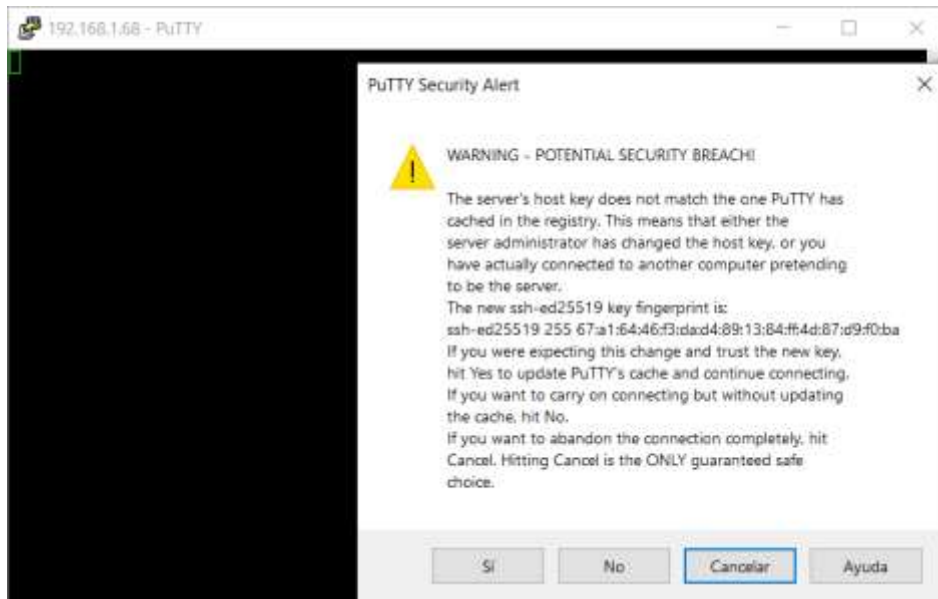 192.168.1.68 - PuTTY
PuTTY Security Alert
WARNING - POTENTIAL SECURITY BREACH!
The server's host key does not match the one PuTTY has
cached in the registry. This means that either the
server administrator has changed the host key, or you
have actually connected to another computer pretending
to be the server.
The new ssh-ed25519 key fingerprint is:
ssh-ed25519 255 67:a1:64:46:f3:da:d4:89:13:84:ff:4d:87:d9:f0:ba
If you were expecting this change and trust the new key,
hit Yes to update PuTTY's cache and continue connecting.
If you want to carry on connecting but without updating
the cache, hit No.
If you want to abandon the connection completely, hit
Cancel. Hitting Cancel is the ONLY guaranteed safe
choice.
Sí
No
Cancelar
Ayuda